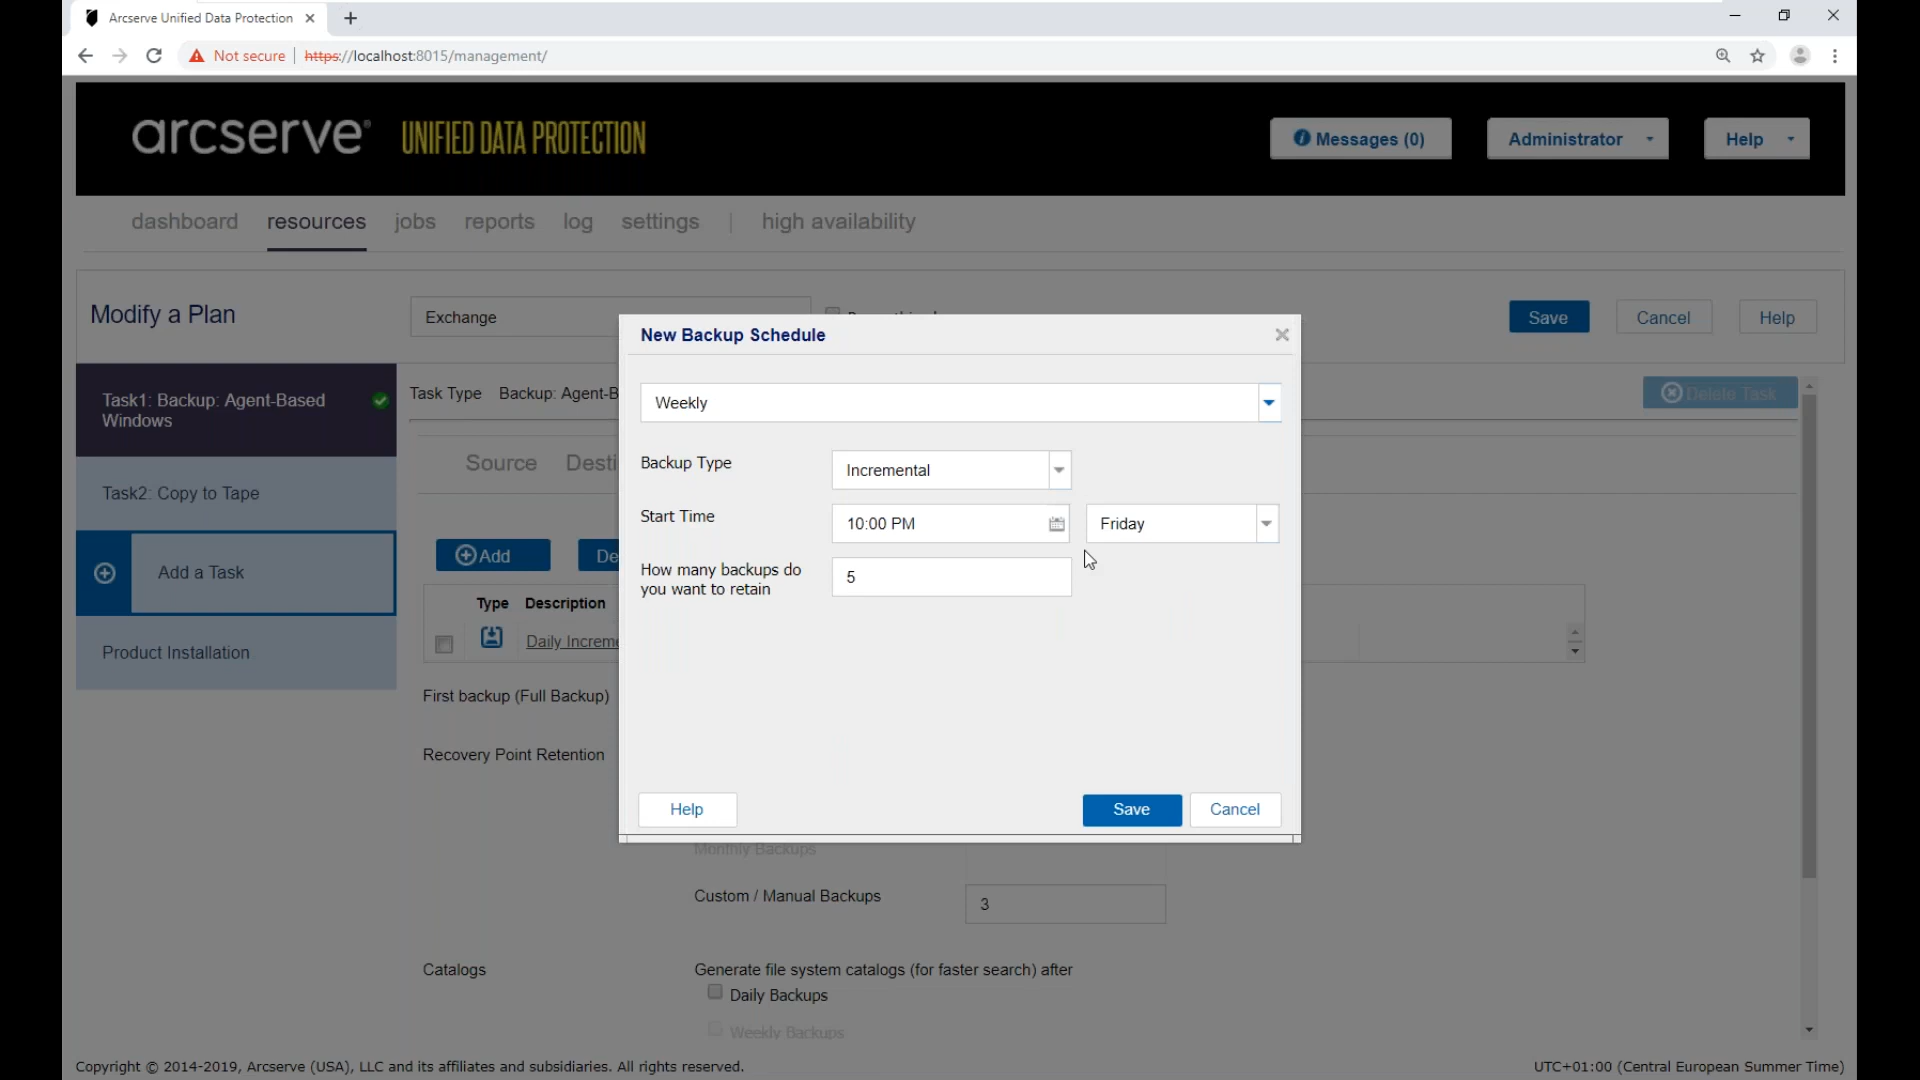 Arcserve Unified Data Protection
Not secure https://localhost:8015/management/
arcserve® UNIFIED DATA PROTECTION Messages (0) Administrator Help
dashboard resources jobs reports log settings | high availability
Modify a Plan Exchange Save Cancel Help
New Backup Schedule
Task1: Backup: Agent-Based
Windows
Task Type Backup: Agent-B
Delete Task
Weekly
Source Desti
Backup Type Incremental
Task2: Copy to Tape
Start Time 10:00 PM Friday
Add De
How many backups do
you want to retain
5
Add a Task
Type Description
Daily Increme
Product Installation
First backup (Full Backup)
Recovery Point Retention
Help Save Cancel
Monthly Backups
Custom / Manual Backups 3
Catalogs Generate file system catalogs (for faster search) after
Daily Backups
Weekly Backups
Copyright © 2014-2019, Arcserve (USA), LLC and its affiliates and subsidiaries. All rights reserved. UTC+01:00 (Central European Summer Time)